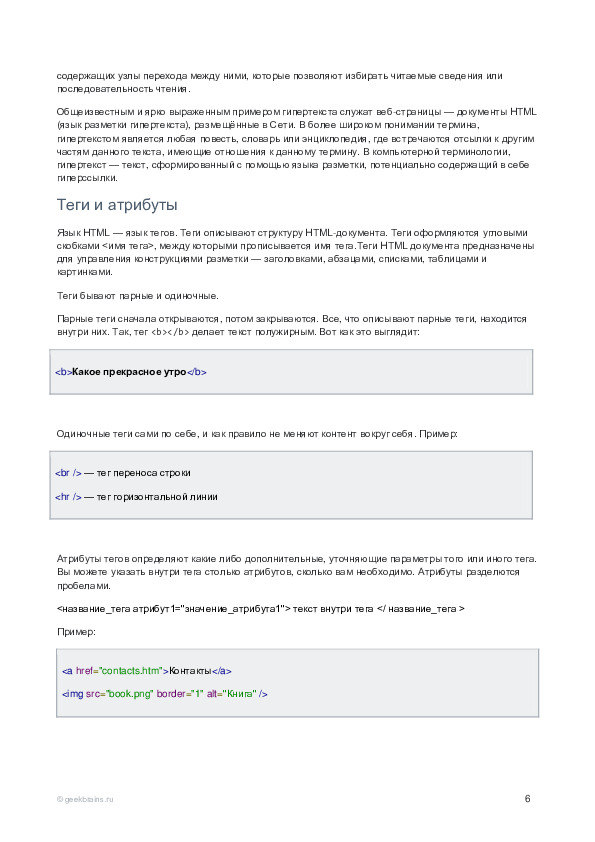 содержащих узлы перехода между ними, которые позволяют избирать читаемые сведения или
последовательность чтения.
Общеизвестным и ярко выраженным примером гипертекста служат веб-страницы — документы HTML
(язык разметки гипертекста), размещённые в Сети. В более широком понимании термина,
гипертекстом является любая повесть, словарь или энциклопедия, где встречаются отсылки к другим
частям данного текста, имеющие отношения к данному термину. В компьютерной терминологии,
гипертекст — текст, сформированный с помощью языка разметки, потенциально содержащий в себе
гиперссылки.
Теги и атрибуты
Язык HTML — язык тегов. Теги описывают структуру HTML-документа. Теги оформляются угловыми
скобками <имя тега>, между которыми прописывается имя тега.Теги HTML документа предназначены
для управления конструкциями разметки — заголовками, абзацами, списками, таблицами и
картинками.
Теги бывают парные и одиночные.
Парные теги сначала открываются, потом закрываются. Все, что описывают парные теги, находится
внутри них. Так, тег <b></b> делает текст полужирным. Вот как это выглядит:
<b>Какое прекрасное утро</b>
Одиночные теги сами по себе, и как правило не меняют контент вокруг себя. Пример:
<br /> — тег переноса строки
<hr /> — тег горизонтальной линии
Атрибуты тегов определяют какие либо дополнительные, уточняющие параметры того или иного тега.
Вы можете указать внутри тега столько атрибутов, сколько вам необходимо. Атрибуты разделются
пробелами.
<название_тега атрибут1="значение_атрибута1"> текст внутри тега </ название_тега >
Пример:
<a href="contacts.htm">Контакты</a>
<img src="book.png" border="1" alt="Книга" />
© geekbrains.ru
6